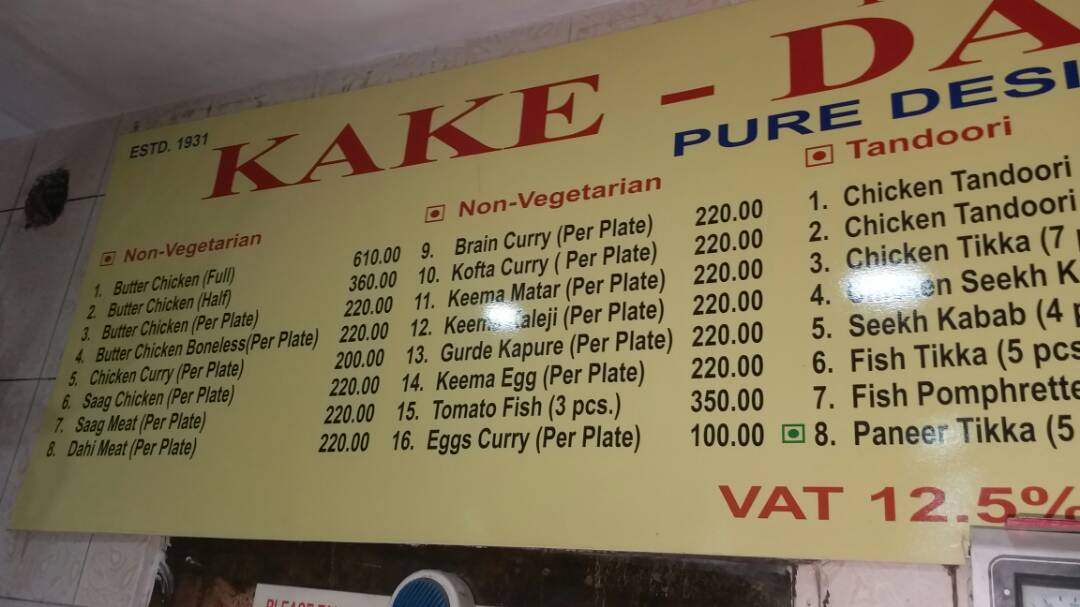 ESTD. 1931
KAKE - DA
PURE DESI
Non-Vegetarian
1. Butter Chicken (Full) 610.00
2. Butter Chicken (Half) 360.00
3. Butter Chicken (Per Plate) 220.00
4. Butter Chicken Boneless(Per Plate) 220.00
5. Chicken Curry (Per Plate) 200.00
6. Saag Chicken (Per Plate) 220.00
7. Saag Meat (Per Plate) 220.00
8. Dahi Meat (Per Plate) 220.00
Non-Vegetarian
9. Brain Curry (Per Plate) 220.00
10. Kofta Curry ( Per Plate) 220.00
11. Keema Matar (Per Plate) 220.00
12. Keema Kaleji (Per Plate) 220.00
13. Gurde Kapure (Per Plate) 220.00
14. Keema Egg (Per Plate) 220.00
15. Tomato Fish (3 pcs.) 350.00
16. Eggs Curry (Per Plate) 100.00
Tandoori
1. Chicken Tandoori
2. Chicken Tandoori
3. Chicken Tikka (7
4. Chicken Seekh K
5. Seekh Kabab (4
6. Fish Tikka (5 pcs
7. Fish Pomphrette
8. Paneer Tikka (5
VAT 12.5%
PLEASE